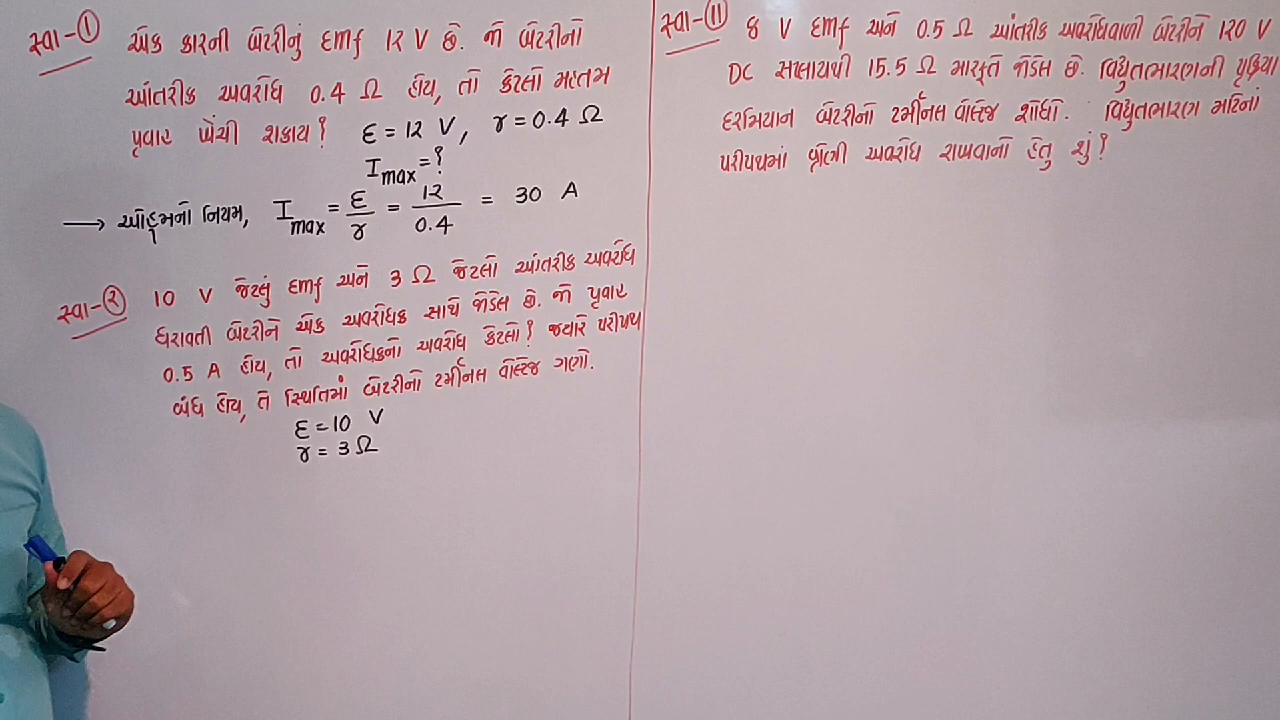 સ્વા-① એક કારની બેટરીનું Emf 12 V છે. જો બેટરીનો
આંતરીક અવરોધ 0.4 Ω હોય, તો કેટલો મહત્તમ
પ્રવાહ ખેંચી શકાય? ε = 12 V, r = 0.4 Ω
I max = ?
→ ઓહ્મનો નિયમ, I max = ε/r = 12/0.4 = 30 A
સ્વા-② 10 V જેટલું Emf અને 3 Ω જેટલો આંતરીક અવરોધ
ધરાવતી બેટરીને એક અવરોધક સાથે જોડેલ છે. જો પ્રવાહ
0.5 A હોય, તો અવરોધકનો અવરોધ કેટલો? જ્યારે પરીપથ
બંધ હોય, તે સ્થિતિમાં બેટરીનો ટર્મીનલ વોલ્ટેજ ગણો.
ε = 10 V
r = 3 Ω
સ્વા-⑪ 8 V Emf અને 0.5 Ω આંતરીક અવરોધવાળી બેટરીને 120 V
DC સપ્લાયથી 15.5 Ω મારફતે જોડેલ છે. વિદ્યુતભારણની પ્રક્રિયા
દરમિયાન બેટરીનો ટર્મીનલ વોલ્ટેજ શોધો. વિદ્યુતભારણ માટેનાં
પરીપથમાં શ્રેણી અવરોધ રાખવાનો હેતુ શું?